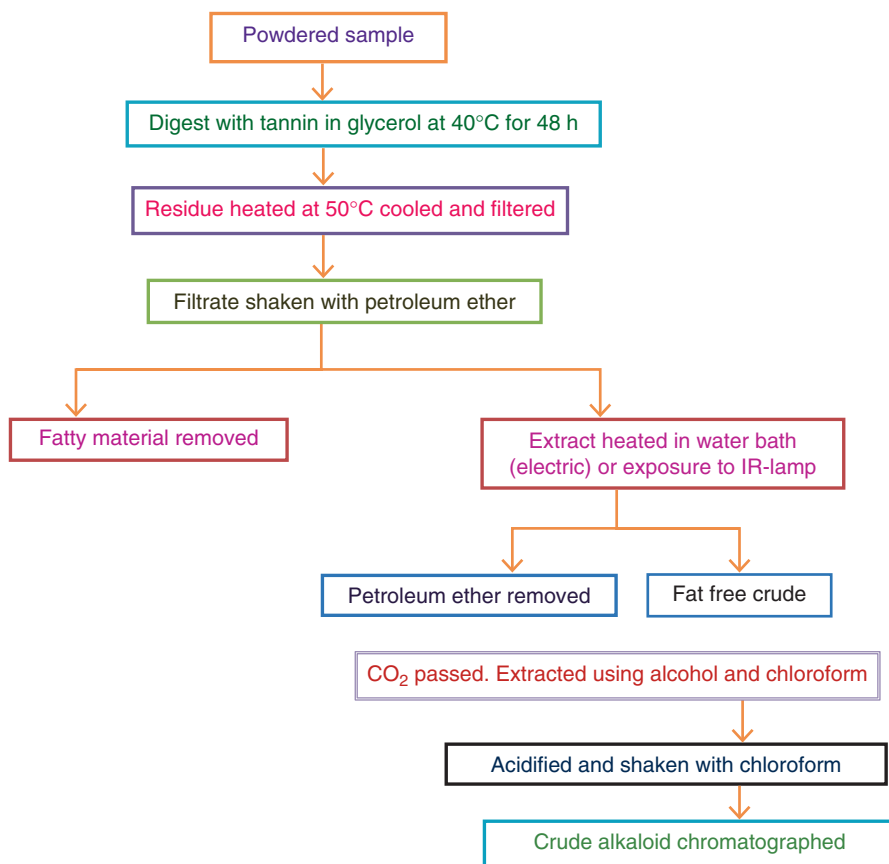 Powdered sample
Digest with tannin in glycerol at 40°C for 48 h
Residue heated at 50°C cooled and filtered
Filtrate shaken with petroleum ether
Fatty material removed
Extract heated in water bath
(electric) or exposure to IR-lamp
Petroleum ether removed
Fat free crude
CO₂ passed. Extracted using alcohol and chloroform
Acidified and shaken with chloroform
Crude alkaloid chromatographed